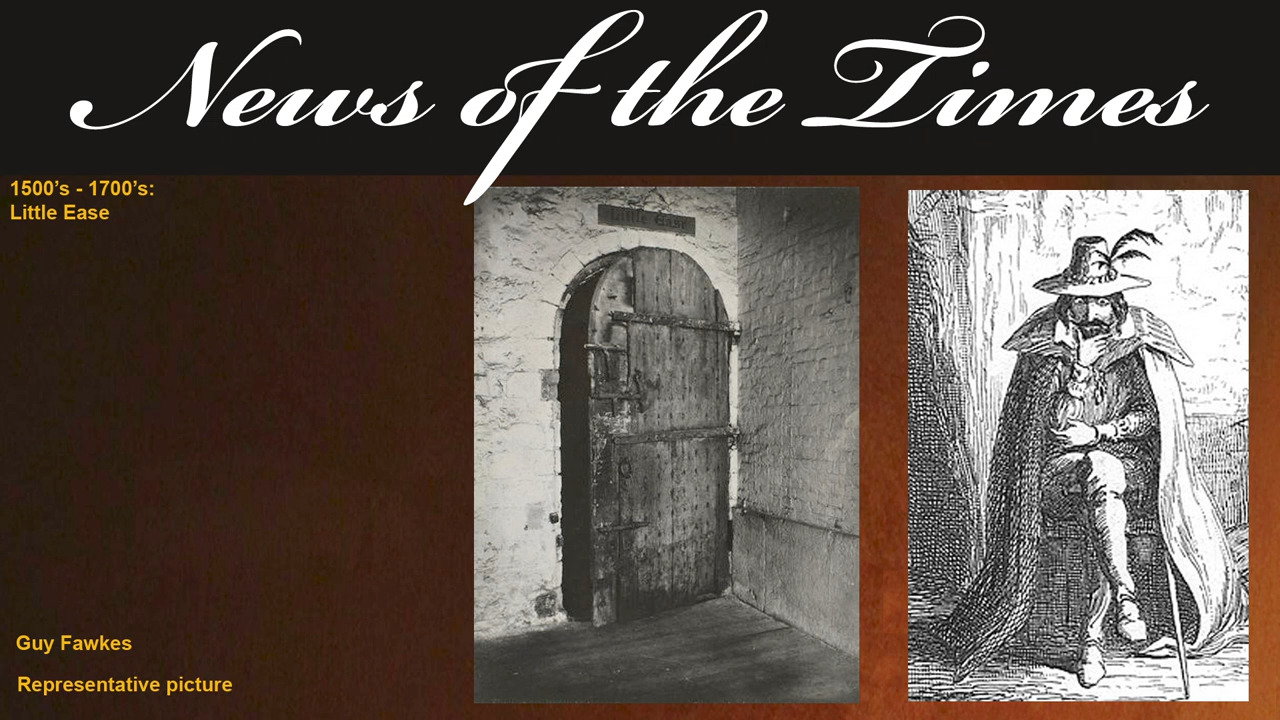 News of the Times
1500's - 1700's:
Little Ease
Little Ease
Guy Fawkes
Representative picture